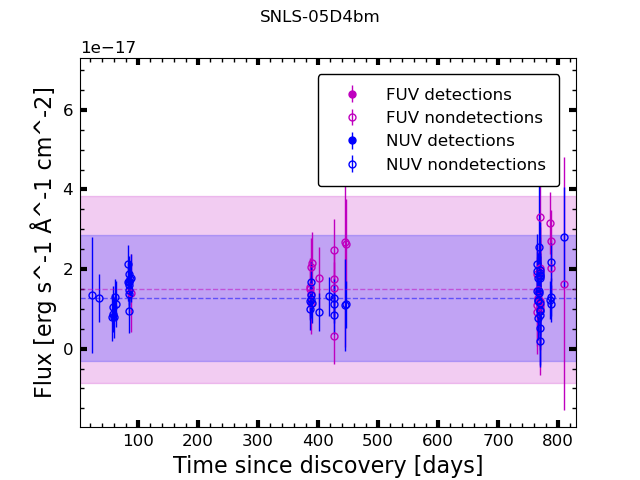 SNLS-05D4bm
1e−17
FUV detections
FUV nondetections
NUV detections
NUV nondetections
6
4
2
0
Flux [erg s^-1 Å^-1 cm^-2]
100 200 300 400 500 600 700 800
Time since discovery [days]